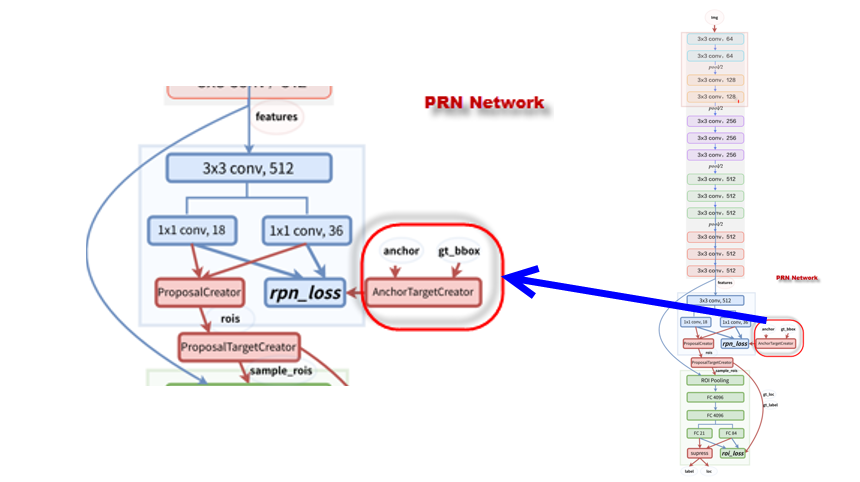 features
PRN Network
3x3 conv, 512
1x1 conv, 18
1x1 conv, 36
anchor
gt_bbox
ProposalCreator
rpn_loss
AnchorTargetCreator
rois
ProposalTargetCreator
sample_rois
img
3x3 conv, 64
3x3 conv, 64
pool/2
3x3 conv, 128
3x3 conv, 128
pool/2
3x3 conv, 256
3x3 conv, 256
3x3 conv, 256
pool/2
3x3 conv, 512
3x3 conv, 512
3x3 conv, 512
pool/2
3x3 conv, 512
3x3 conv, 512
3x3 conv, 512
PRN Network
features
3x3 conv, 512
1x1 conv, 18
1x1 conv, 36
anchor
gt_bbox
ProposalCreator
rpn_loss
AnchorTargetCreator
rois
ProposalTargetCreator
sample_rois
ROI Pooling
gt_loc
FC 4096
gt_label
FC 4096
FC 21
FC 84
supress
roi_loss
label
loc